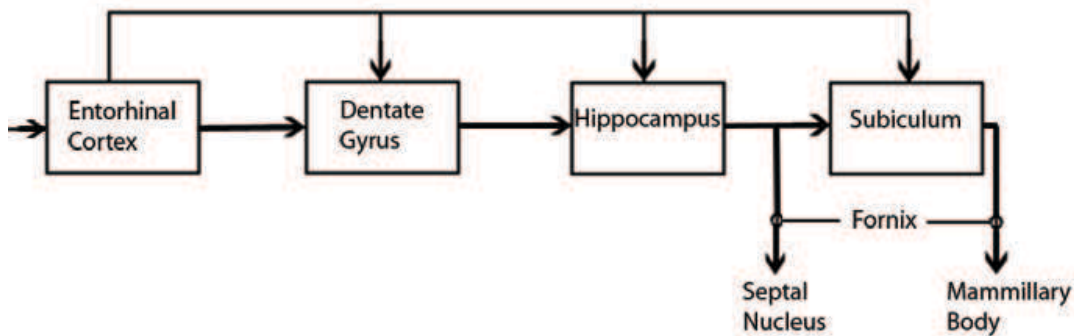 Entorhinal
Cortex
Dentate
Gyrus
Hippocampus
Subiculum
Fornix
Septal
Nucleus
Mammillary
Body